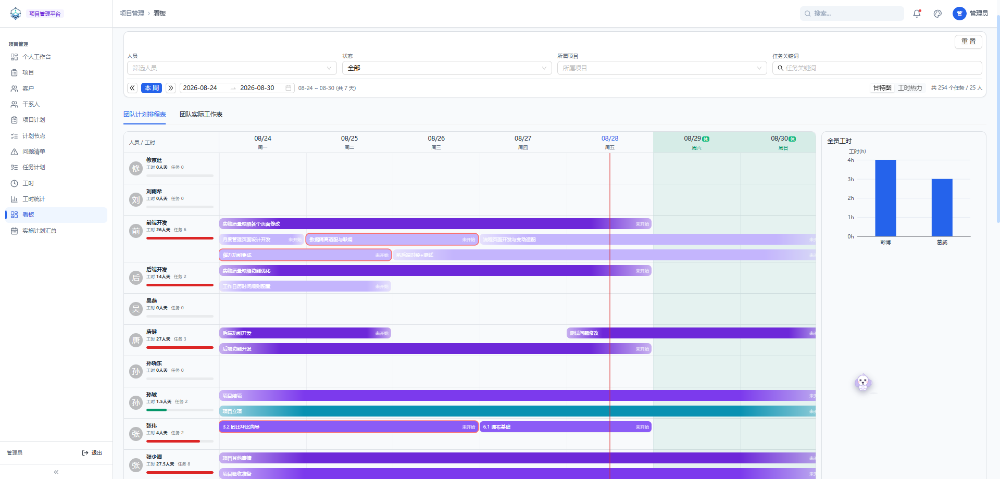 项目管理平台
项目管理 › 看板
搜索...
管 管理员
项目管理
个人工作台
项目
客户
干系人
项目计划
计划节点
问题清单
任务计划
工时
工时统计
看板
实施计划汇总
管理员 退出
重 置
人员 状态 所属项目 任务关键词
筛选人员 全部 所属项目 任务关键词
本 周 2026-08-24 2026-08-30 08-24 ~ 08-30 (共 7 天) 甘特图 工时热力 共 254 个任务 / 25 人
团队计划排程表 团队实际工作表
人员 / 工时
08/24 08/25 08/26 08/27 08/28 08/29 休 08/30 休
周一 周二 周三 周四 周五 周六 周日
修 修京廷
工时 0人天 任务 0
刘 刘雨希
工时 0人天 任务 0
前 前端开发
工时 26人天 任务 6
实物质量缺陷各个页面修改 未开始
月度管理页面设计开发 未开始 数据隔离适配与联调 未开始 流程页面开发与变动适配
催办功能集成 未开始 前后端对接+测试
后 后端开发
工时 14人天 任务 2
实物质量缺陷功能优化 未开始
工作日历时间规则配置 未开始
吴 吴燕
工时 0人天 任务 0
唐 唐健
工时 27人天 任务 3
后端功能开发 未开始 测试问题修改
后端功能开发 未开始
孙 孙晓东
工时 0人天 任务 0
孙 孙虓
工时 1.5人天 任务 2
项目结项
项目立项
张 张伟
工时 4人天 任务 2
3.2 同比环比向导 未开始 6.1 画布基础 未开始
张 张少卿
工时 27.5人天 任务 8
项目其他事情
项目验收准备
全员工时
工时(h)
4h
3h
2h
1h
0h
彭博 葛威